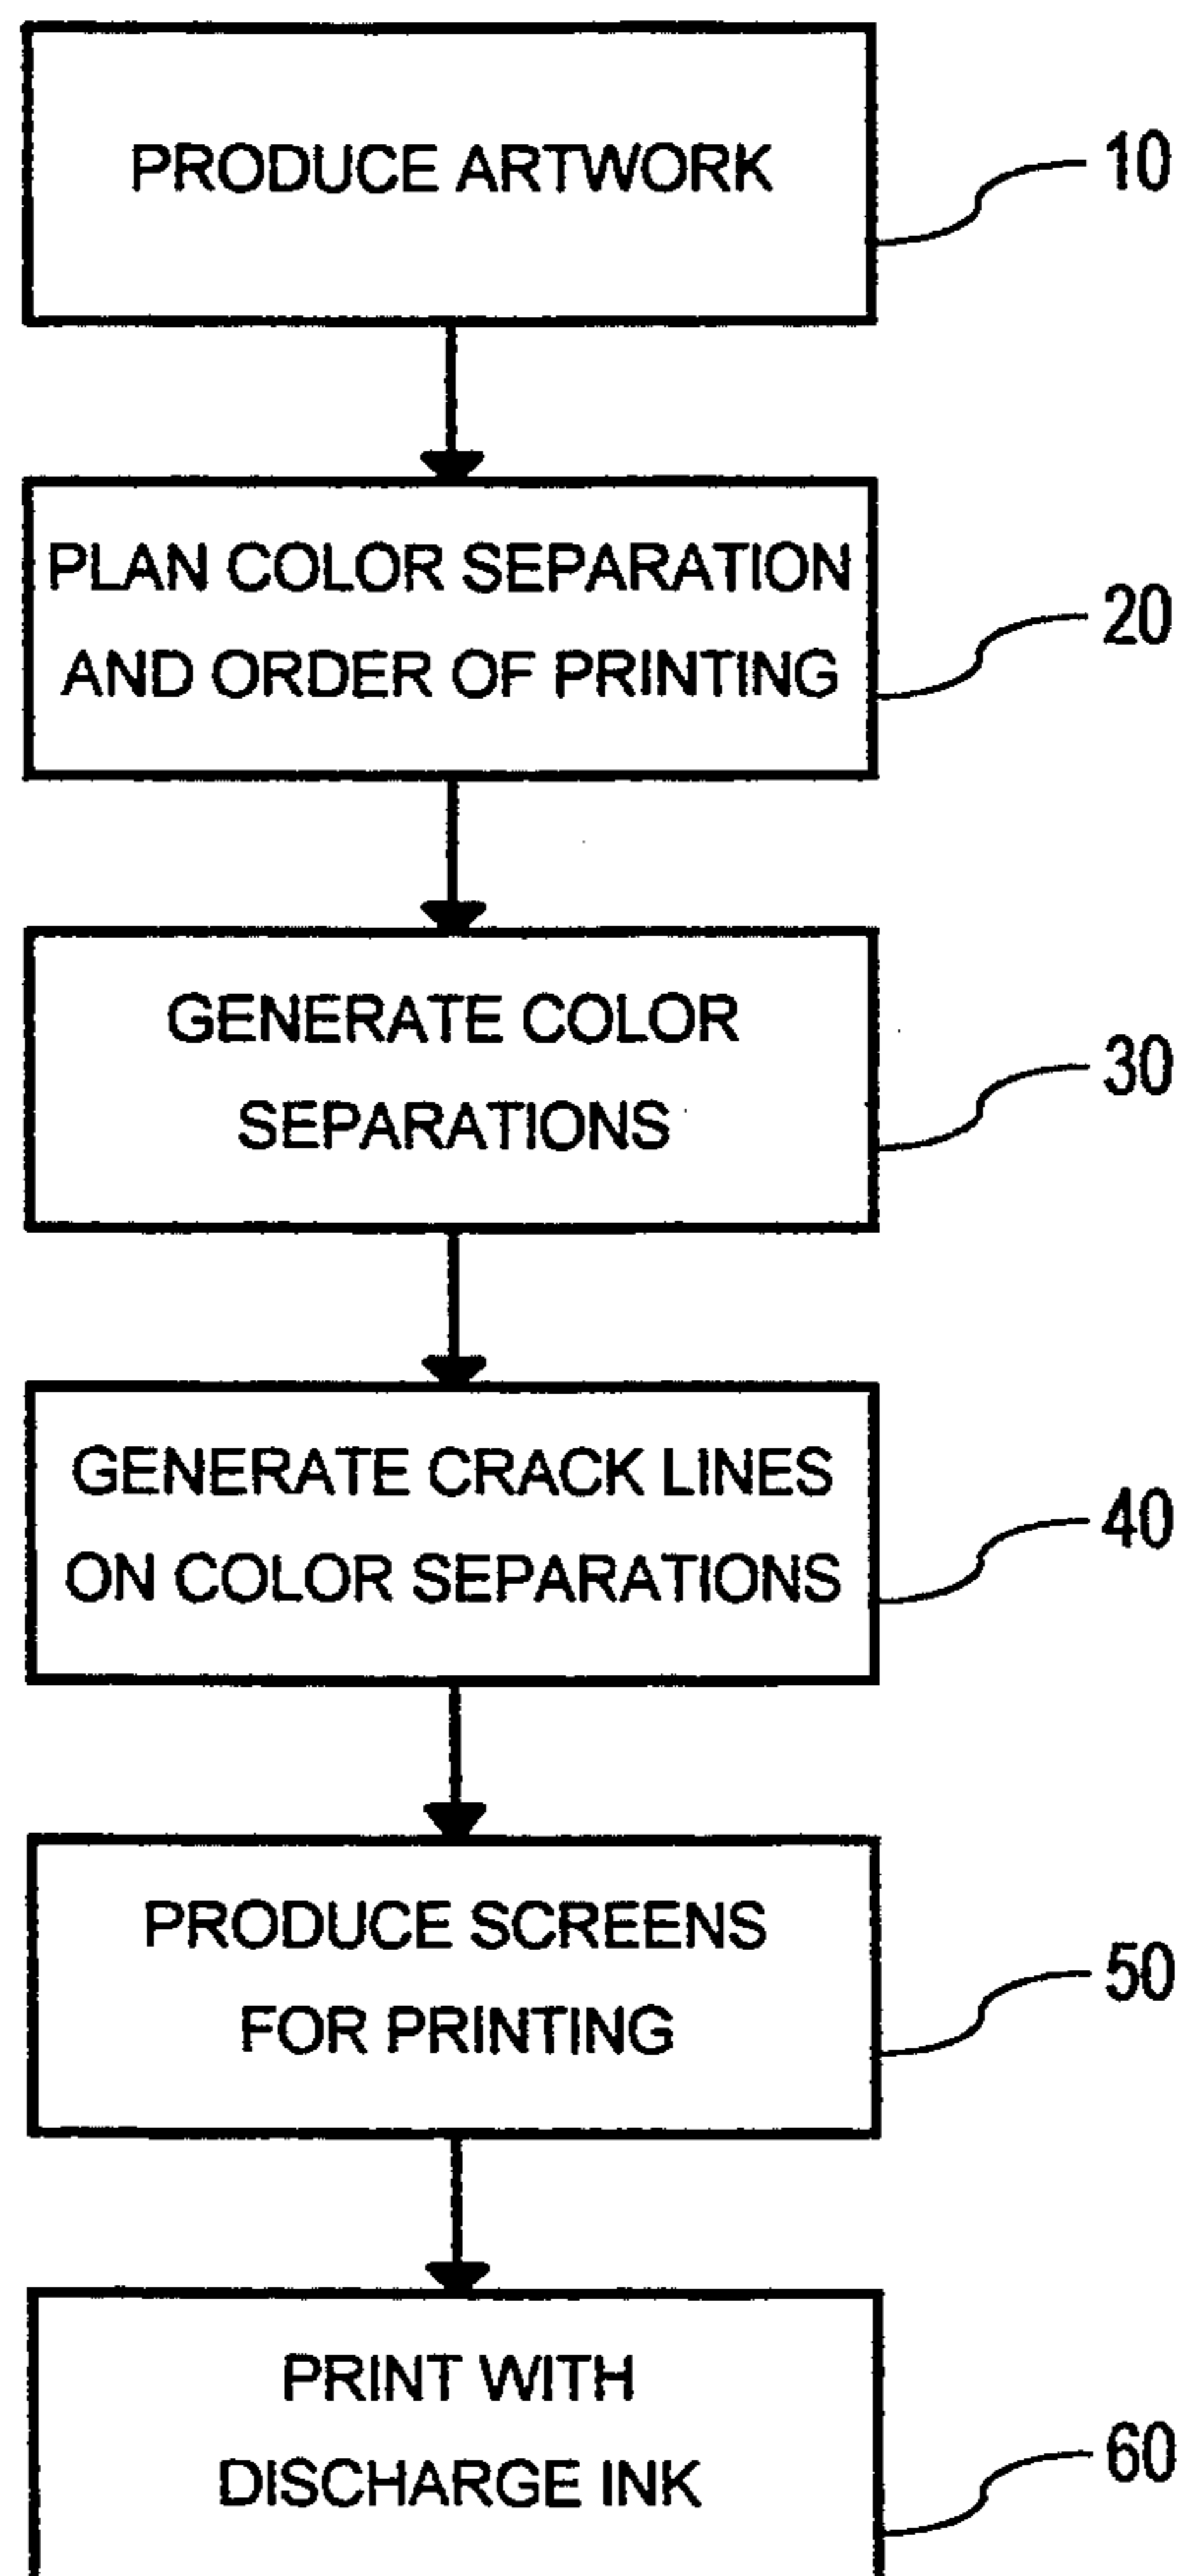 PRODUCE ARTWORK
10
PLAN COLOR SEPARATION
AND ORDER OF PRINTING
20
GENERATE COLOR
SEPARATIONS
30
GENERATE CRACK LINES
ON COLOR SEPARATIONS
40
PRODUCE SCREENS
FOR PRINTING
50
PRINT WITH
DISCHARGE INK
60